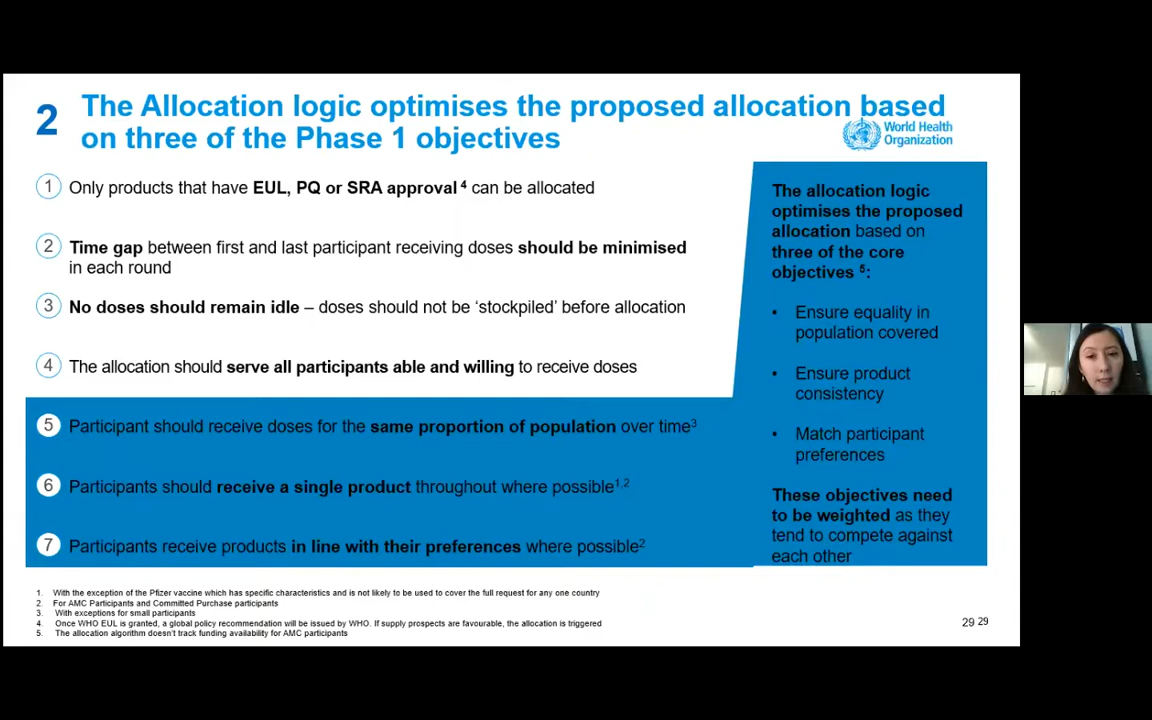 2
The Allocation logic optimises the proposed allocation based
on three of the Phase 1 objectives
World Health
Organization
1 Only products that have EUL, PQ or SRA approval 4 can be allocated
2 Time gap between first and last participant receiving doses should be minimised
in each round
3 No doses should remain idle – doses should not be ‘stockpiled’ before allocation
4 The allocation should serve all participants able and willing to receive doses
5 Participant should receive doses for the same proportion of population over time3
6 Participants should receive a single product throughout where possible1,2
7 Participants receive products in line with their preferences where possible2
The allocation logic
optimises the proposed
allocation based on
three of the core
objectives 5:
• Ensure equality in
population covered
• Ensure product
consistency
• Match participant
preferences
These objectives need
to be weighted as they
tend to compete against
each other
1. With the exception of the Pfizer vaccine which has specific characteristics and is not likely to be used to cover the full request for any one country
2. For AMC Participants and Committed Purchase participants
3. With exceptions for small participants
4. Once WHO EUL is granted, a global policy recommendation will be issued by WHO. If supply prospects are favourable, the allocation is triggered
5. The allocation algorithm doesn't track funding availability for AMC participants
29 29